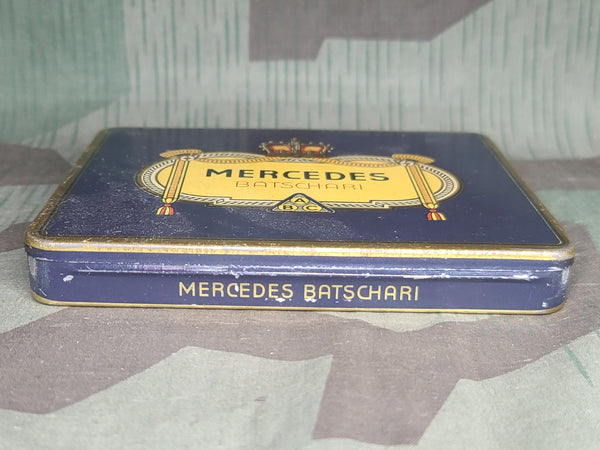 MERCEDES
BATSCHARI
A
B C
MERCEDES BATSCHARI